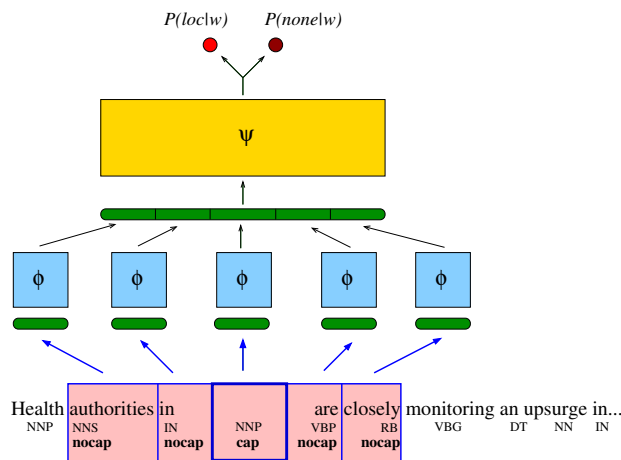 P(loc|w) P(none|w)
ψ
ϕ ϕ ϕ ϕ ϕ
Health authorities in are closely monitoring an upsurge in...
NNP NNS IN NNP VBP RB VBG DT NN IN
nocap nocap cap nocap nocap